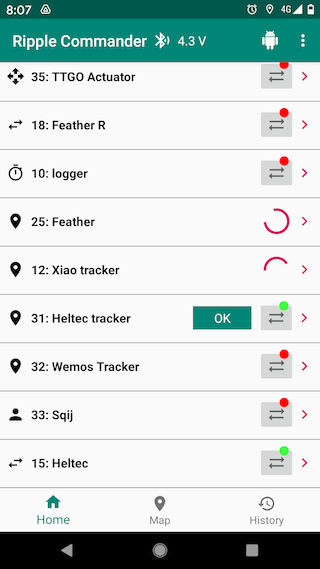 8:07
4G
Ripple Commander
4.3 V
35: TTGO Actuator
18: Feather R
10: logger
25: Feather
12: Xiao tracker
31: Heltec tracker
OK
32: Wemos Tracker
33: Sqij
15: Heltec
Home
Map
History